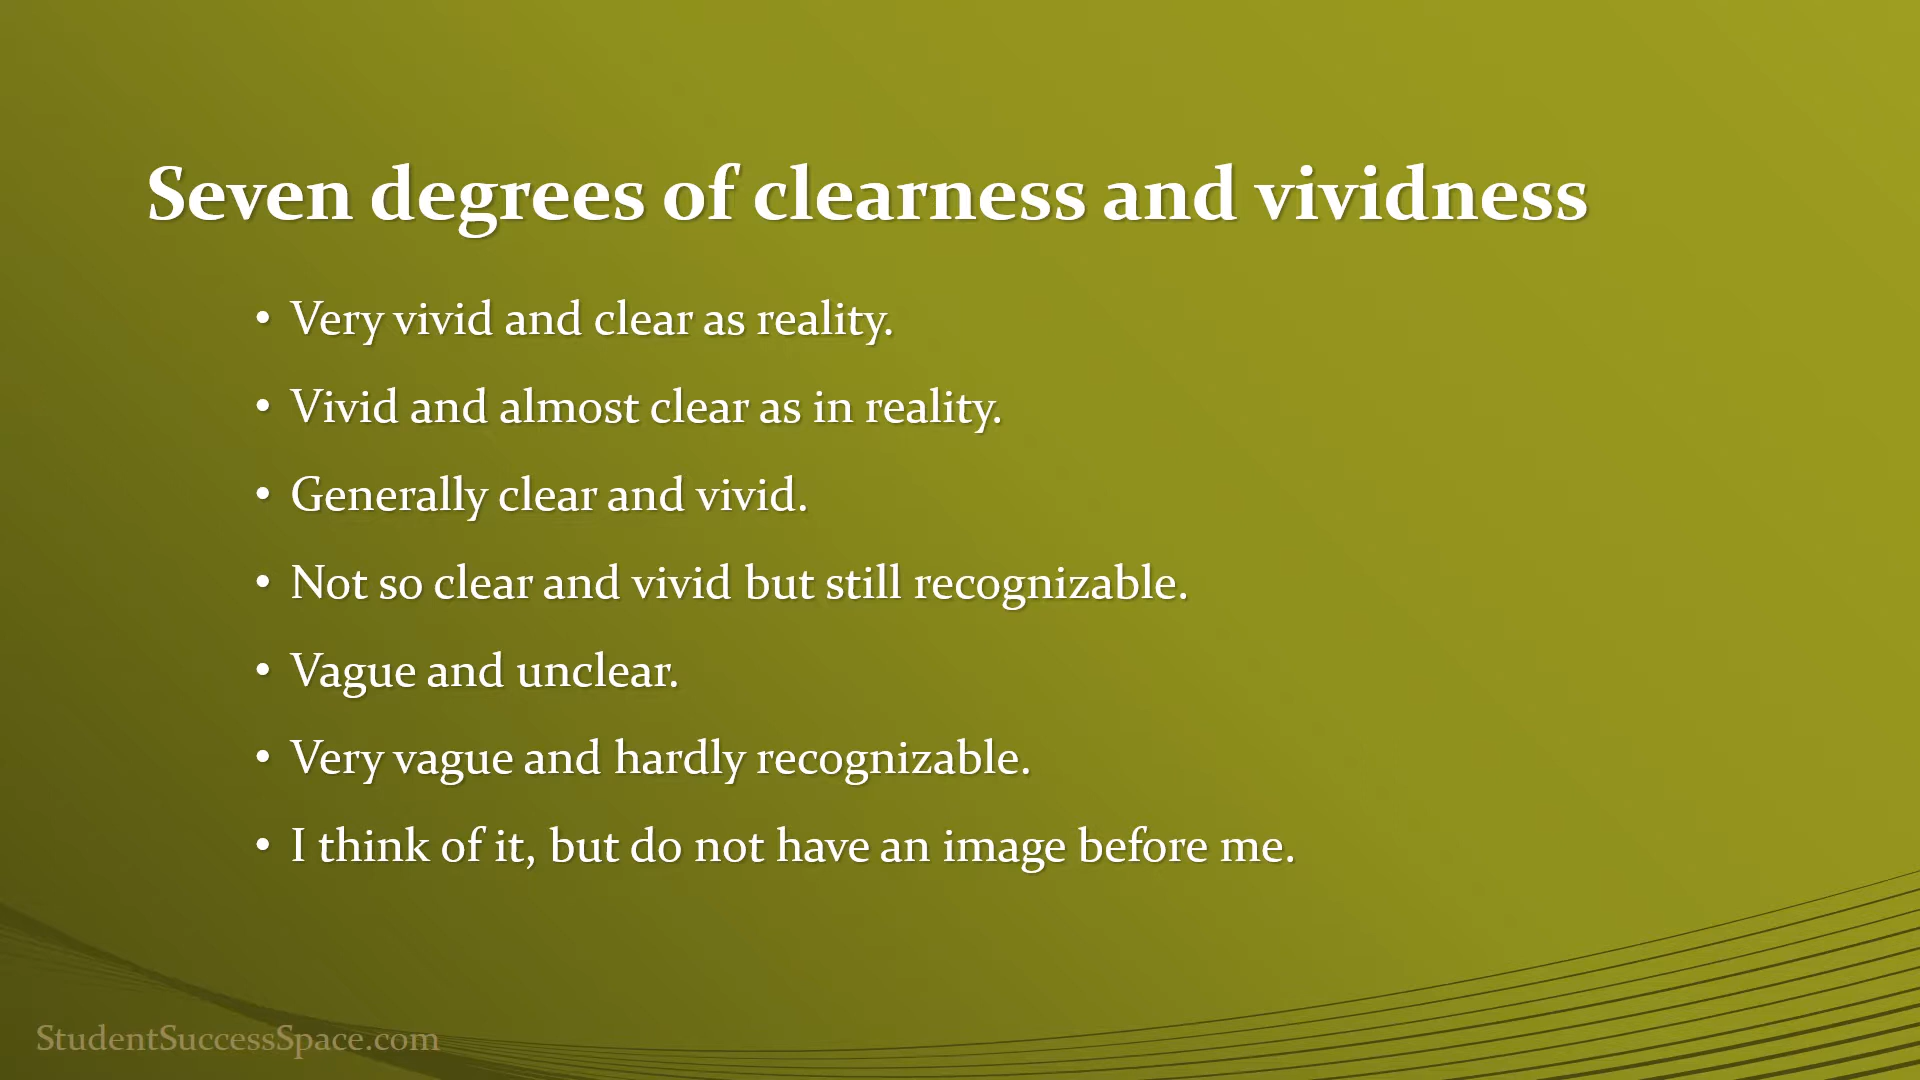 Seven degrees of clearness and vividness
• Very vivid and clear as reality.
• Vivid and almost clear as in reality.
• Generally clear and vivid.
• Not so clear and vivid but still recognizable.
• Vague and unclear.
• Very vague and hardly recognizable.
• I think of it, but do not have an image before me.
StudentSuccessSpace.com